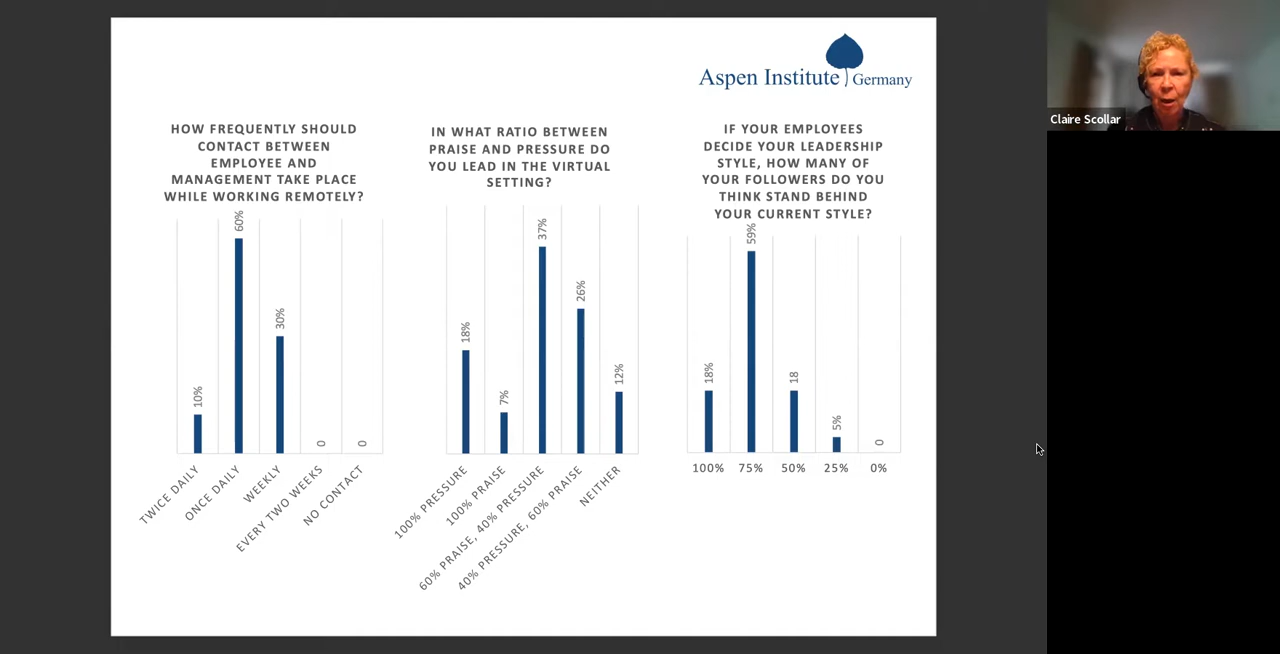 Aspen Institute Germany
HOW FREQUENTLY SHOULD
CONTACT BETWEEN
EMPLOYEE AND
MANAGEMENT TAKE PLACE
WHILE WORKING REMOTELY?
10%
60%
30%
0
0
TWICE DAILY
ONCE DAILY
WEEKLY
EVERY TWO WEEKS
NO CONTACT
IN WHAT RATIO BETWEEN
PRAISE AND PRESSURE DO
YOU LEAD IN THE VIRTUAL
SETTING?
18%
7%
37%
26%
12%
100% PRESSURE
100% PRAISE
60% PRAISE, 40% PRESSURE
40% PRESSURE, 60% PRAISE
NEITHER
IF YOUR EMPLOYEES
DECIDE YOUR LEADERSHIP
STYLE, HOW MANY OF
YOUR FOLLOWERS DO YOU
THINK STAND BEHIND
YOUR CURRENT STYLE?
18%
59%
18
5%
0
100%
75%
50%
25%
0%
Claire Scollar